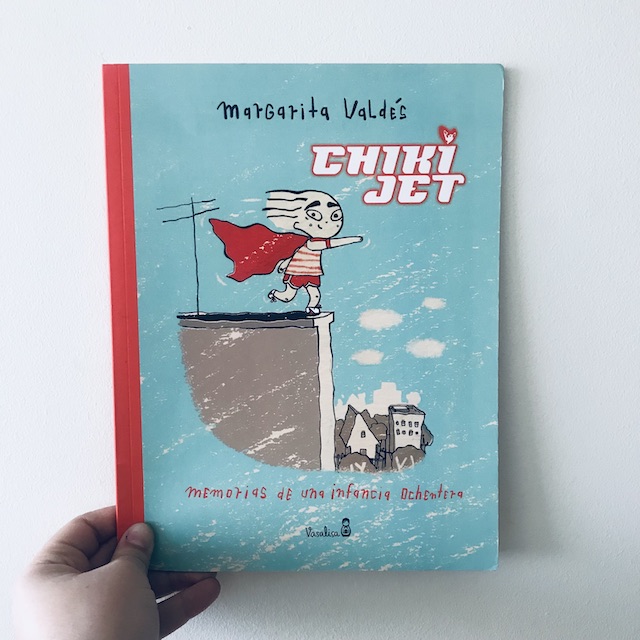 Margarita Valdés
CHIKI
JET
memorias de una infancia ochentera
Vasalisa